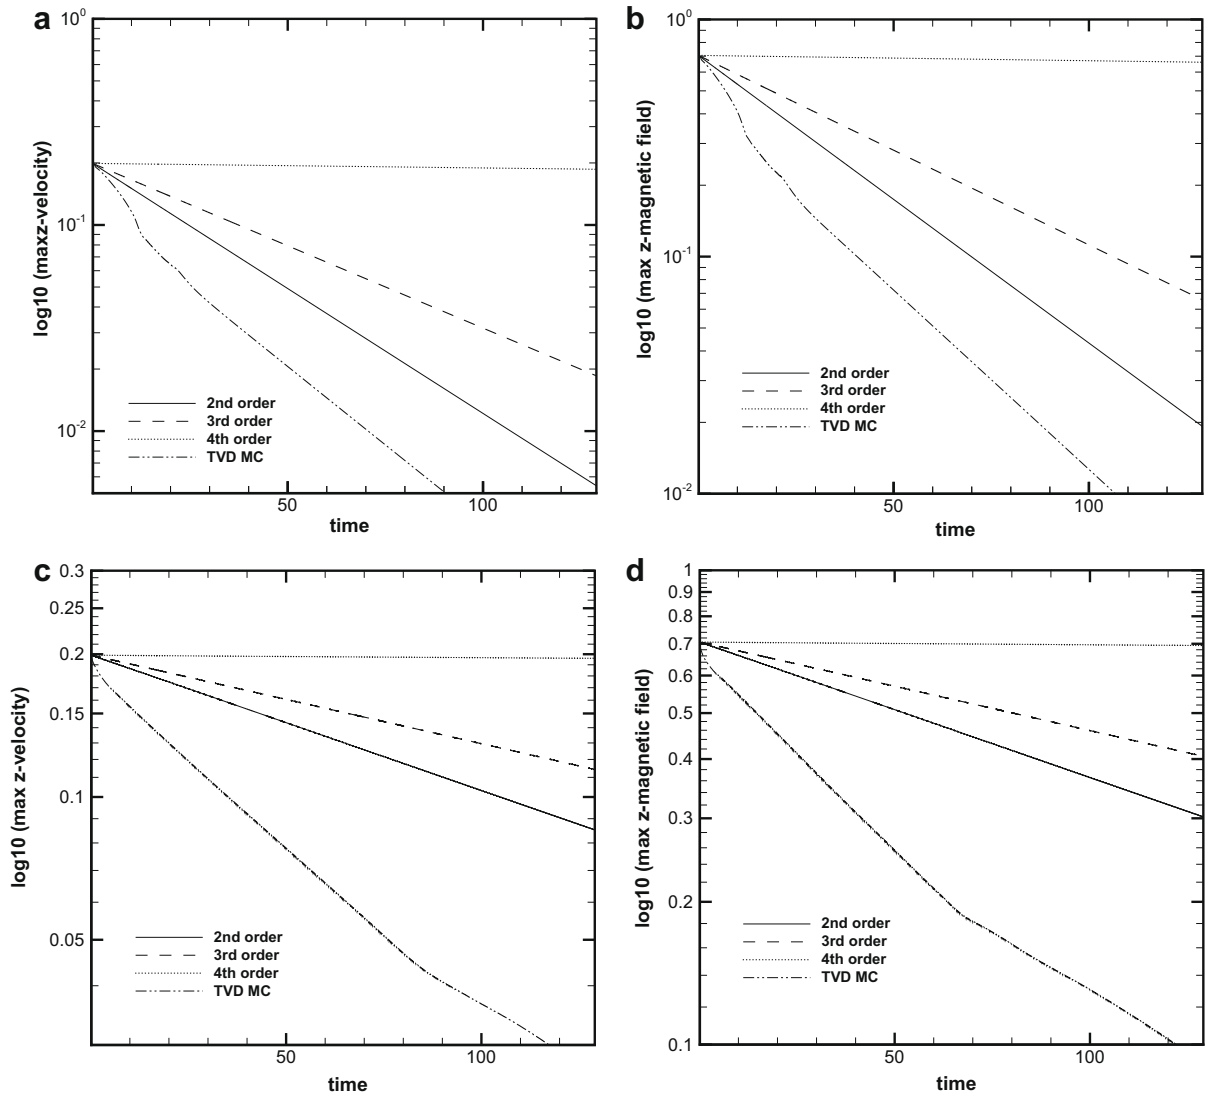 a
10^0
10^-1
10^-2
log10 (maxz-velocity)
2nd order
3rd order
4th order
TVD MC
50
100
time
b
10^0
10^-1
10^-2
log10 (max z-magnetic field)
2nd order
3rd order
4th order
TVD MC
50
100
time
c
0.3
0.25
0.2
0.15
0.1
0.05
log10 (max z-velocity)
2nd order
3rd order
4th order
TVD MC
50
100
time
d
1
0.9
0.8
0.7
0.6
0.5
0.4
0.3
0.2
0.1
log10 (max z-magnetic field)
2nd order
3rd order
4th order
TVD MC
50
100
time